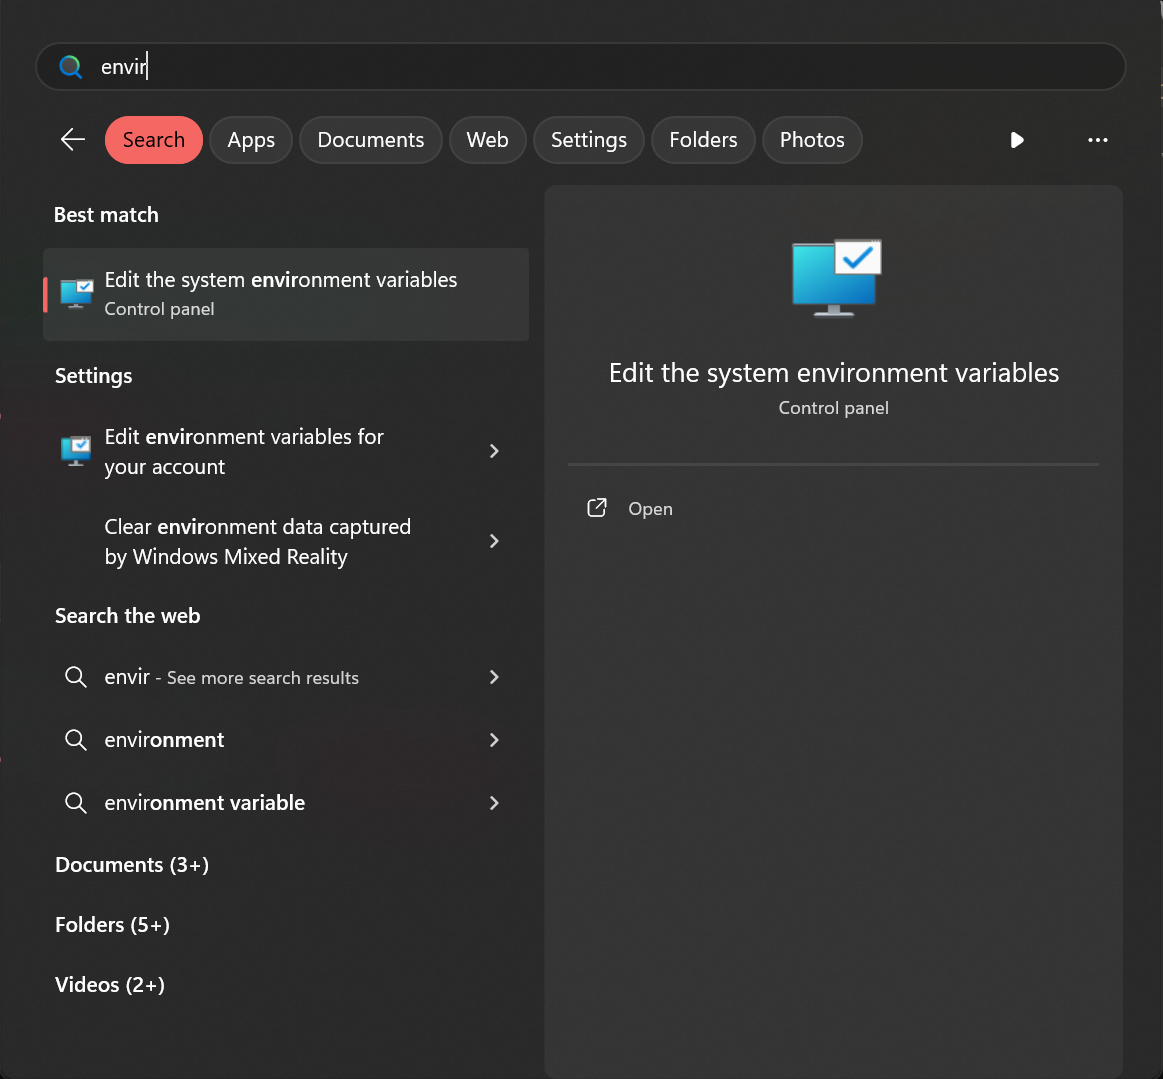 envir
Search Apps Documents Web Settings Folders Photos
Best match
Edit the system environment variables
Control panel
Settings
Edit environment variables for
your account
Clear environment data captured
by Windows Mixed Reality
Search the web
envir - See more search results
environment
environment variable
Documents (3+)
Folders (5+)
Videos (2+)
Edit the system environment variables
Control panel
Open